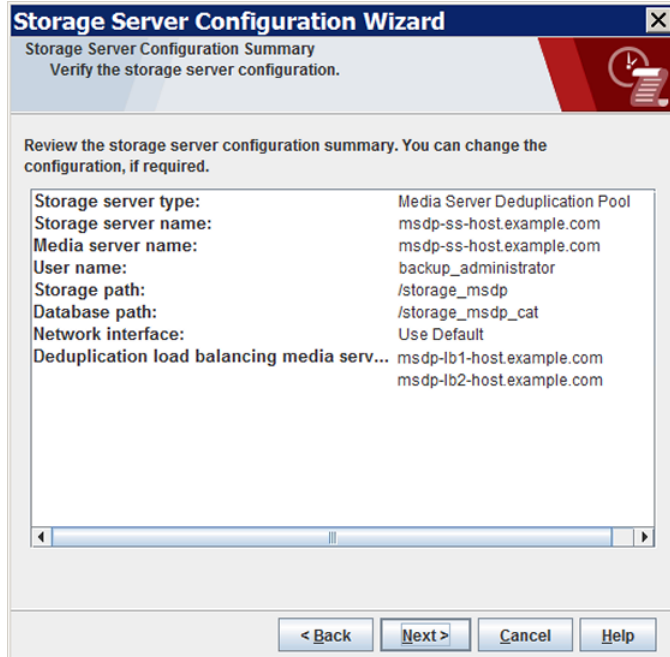 Storage Server Configuration Wizard
Storage Server Configuration Summary
Verify the storage server configuration.
Review the storage server configuration summary. You can change the
configuration, if required.
Storage server type: Media Server Deduplication Pool
Storage server name: msdp-ss-host.example.com
Media server name: msdp-ss-host.example.com
User name: backup_administrator
Storage path: /storage_msdp
Database path: /storage_msdp_cat
Network interface: Use Default
Deduplication load balancing media serv... msdp-lb1-host.example.com
msdp-lb2-host.example.com
< Back Next > Cancel Help